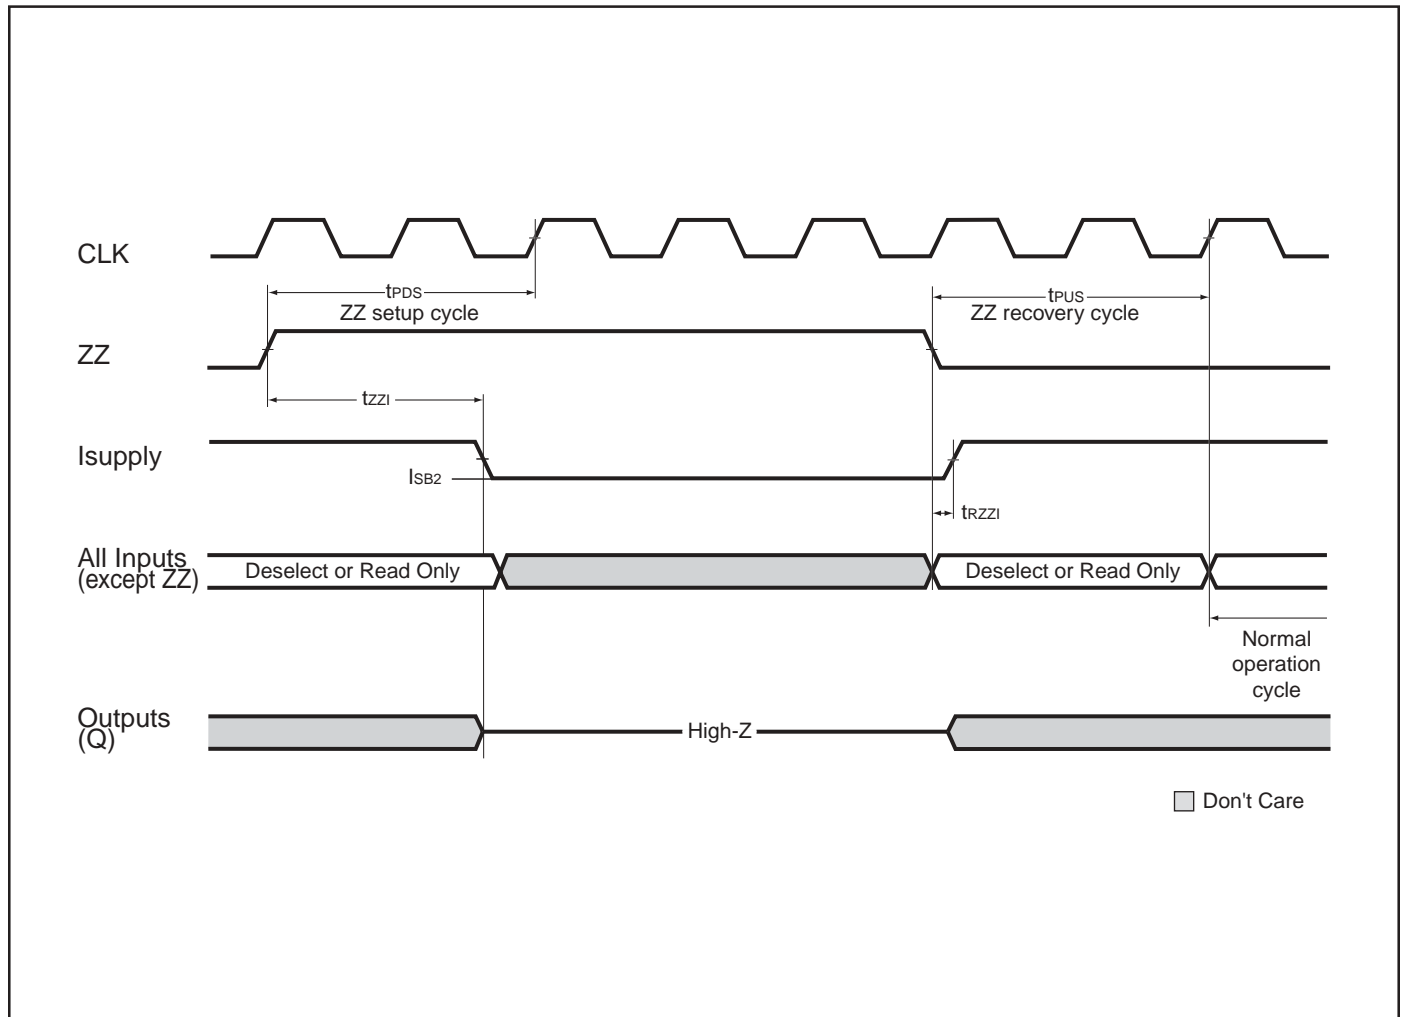 CLK
tPDS
ZZ setup cycle
tPUS
ZZ recovery cycle
ZZ
tZZI
Isupply
ISB2
tRZZI
All Inputs
(except ZZ)
Deselect or Read Only
Deselect or Read Only
Normal
operation
cycle
Outputs
(Q)
High-Z
Don't Care